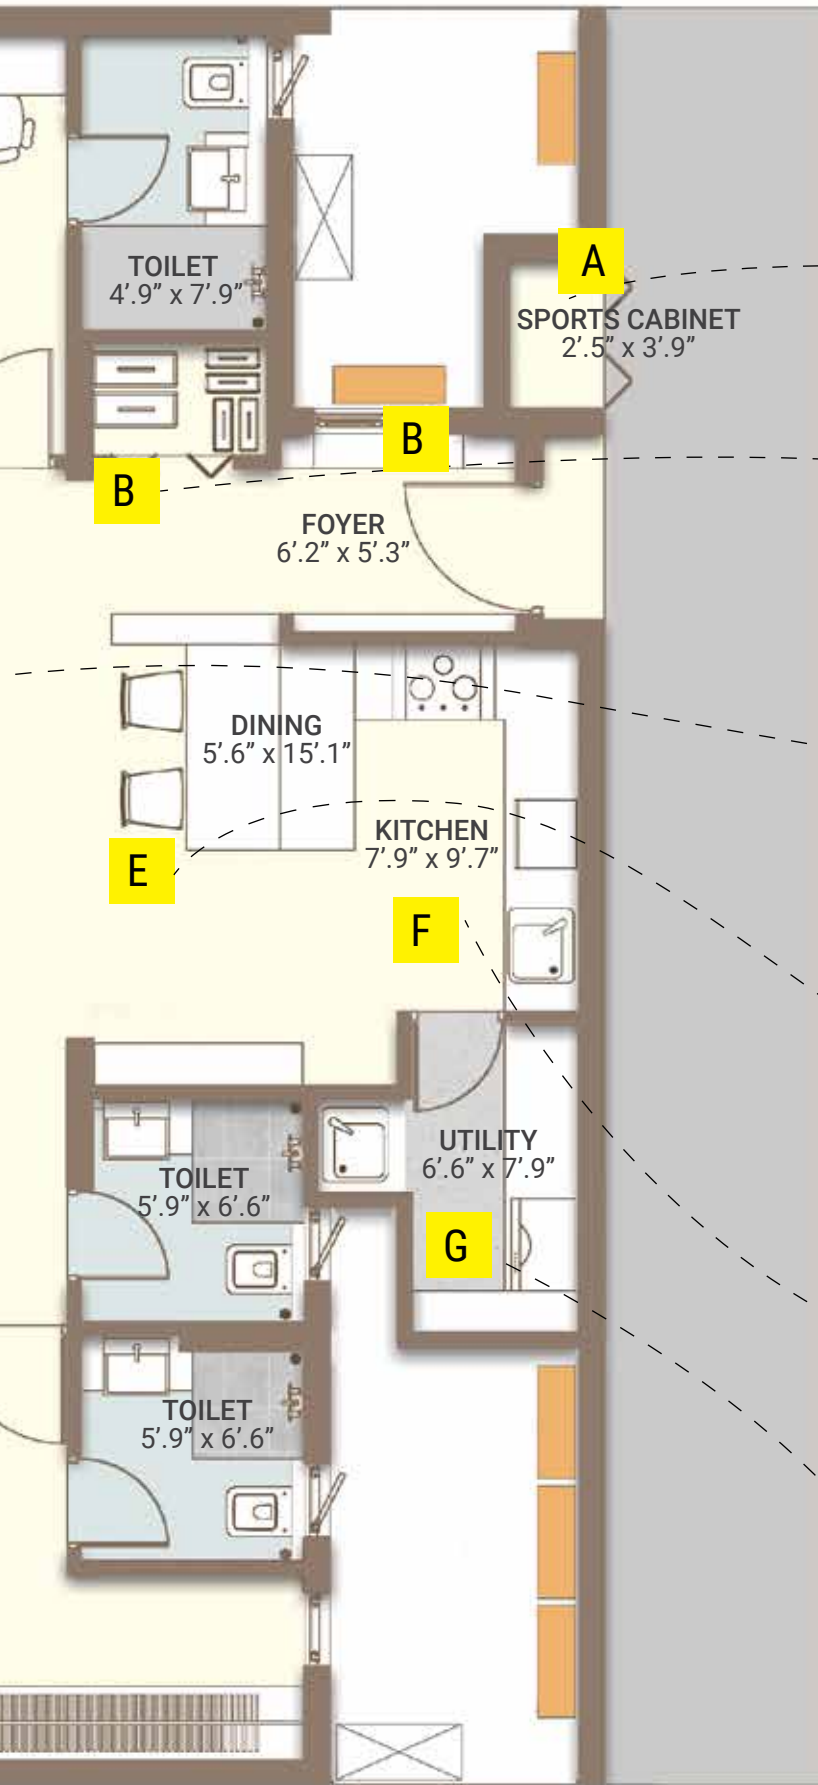 TOILET
4’.9” x 7’.9”
A
SPORTS CABINET
2’.5” x 3’.9”
B
B
FOYER
6’.2” x 5’.3”
DINING
5’.6” x 15’.1”
KITCHEN
7’.9” x 9’.7”
E
F
UTILITY
6’.6” x 7’.9”
TOILET
5’.9” x 6’.6”
G
TOILET
5’.9” x 6’.6”